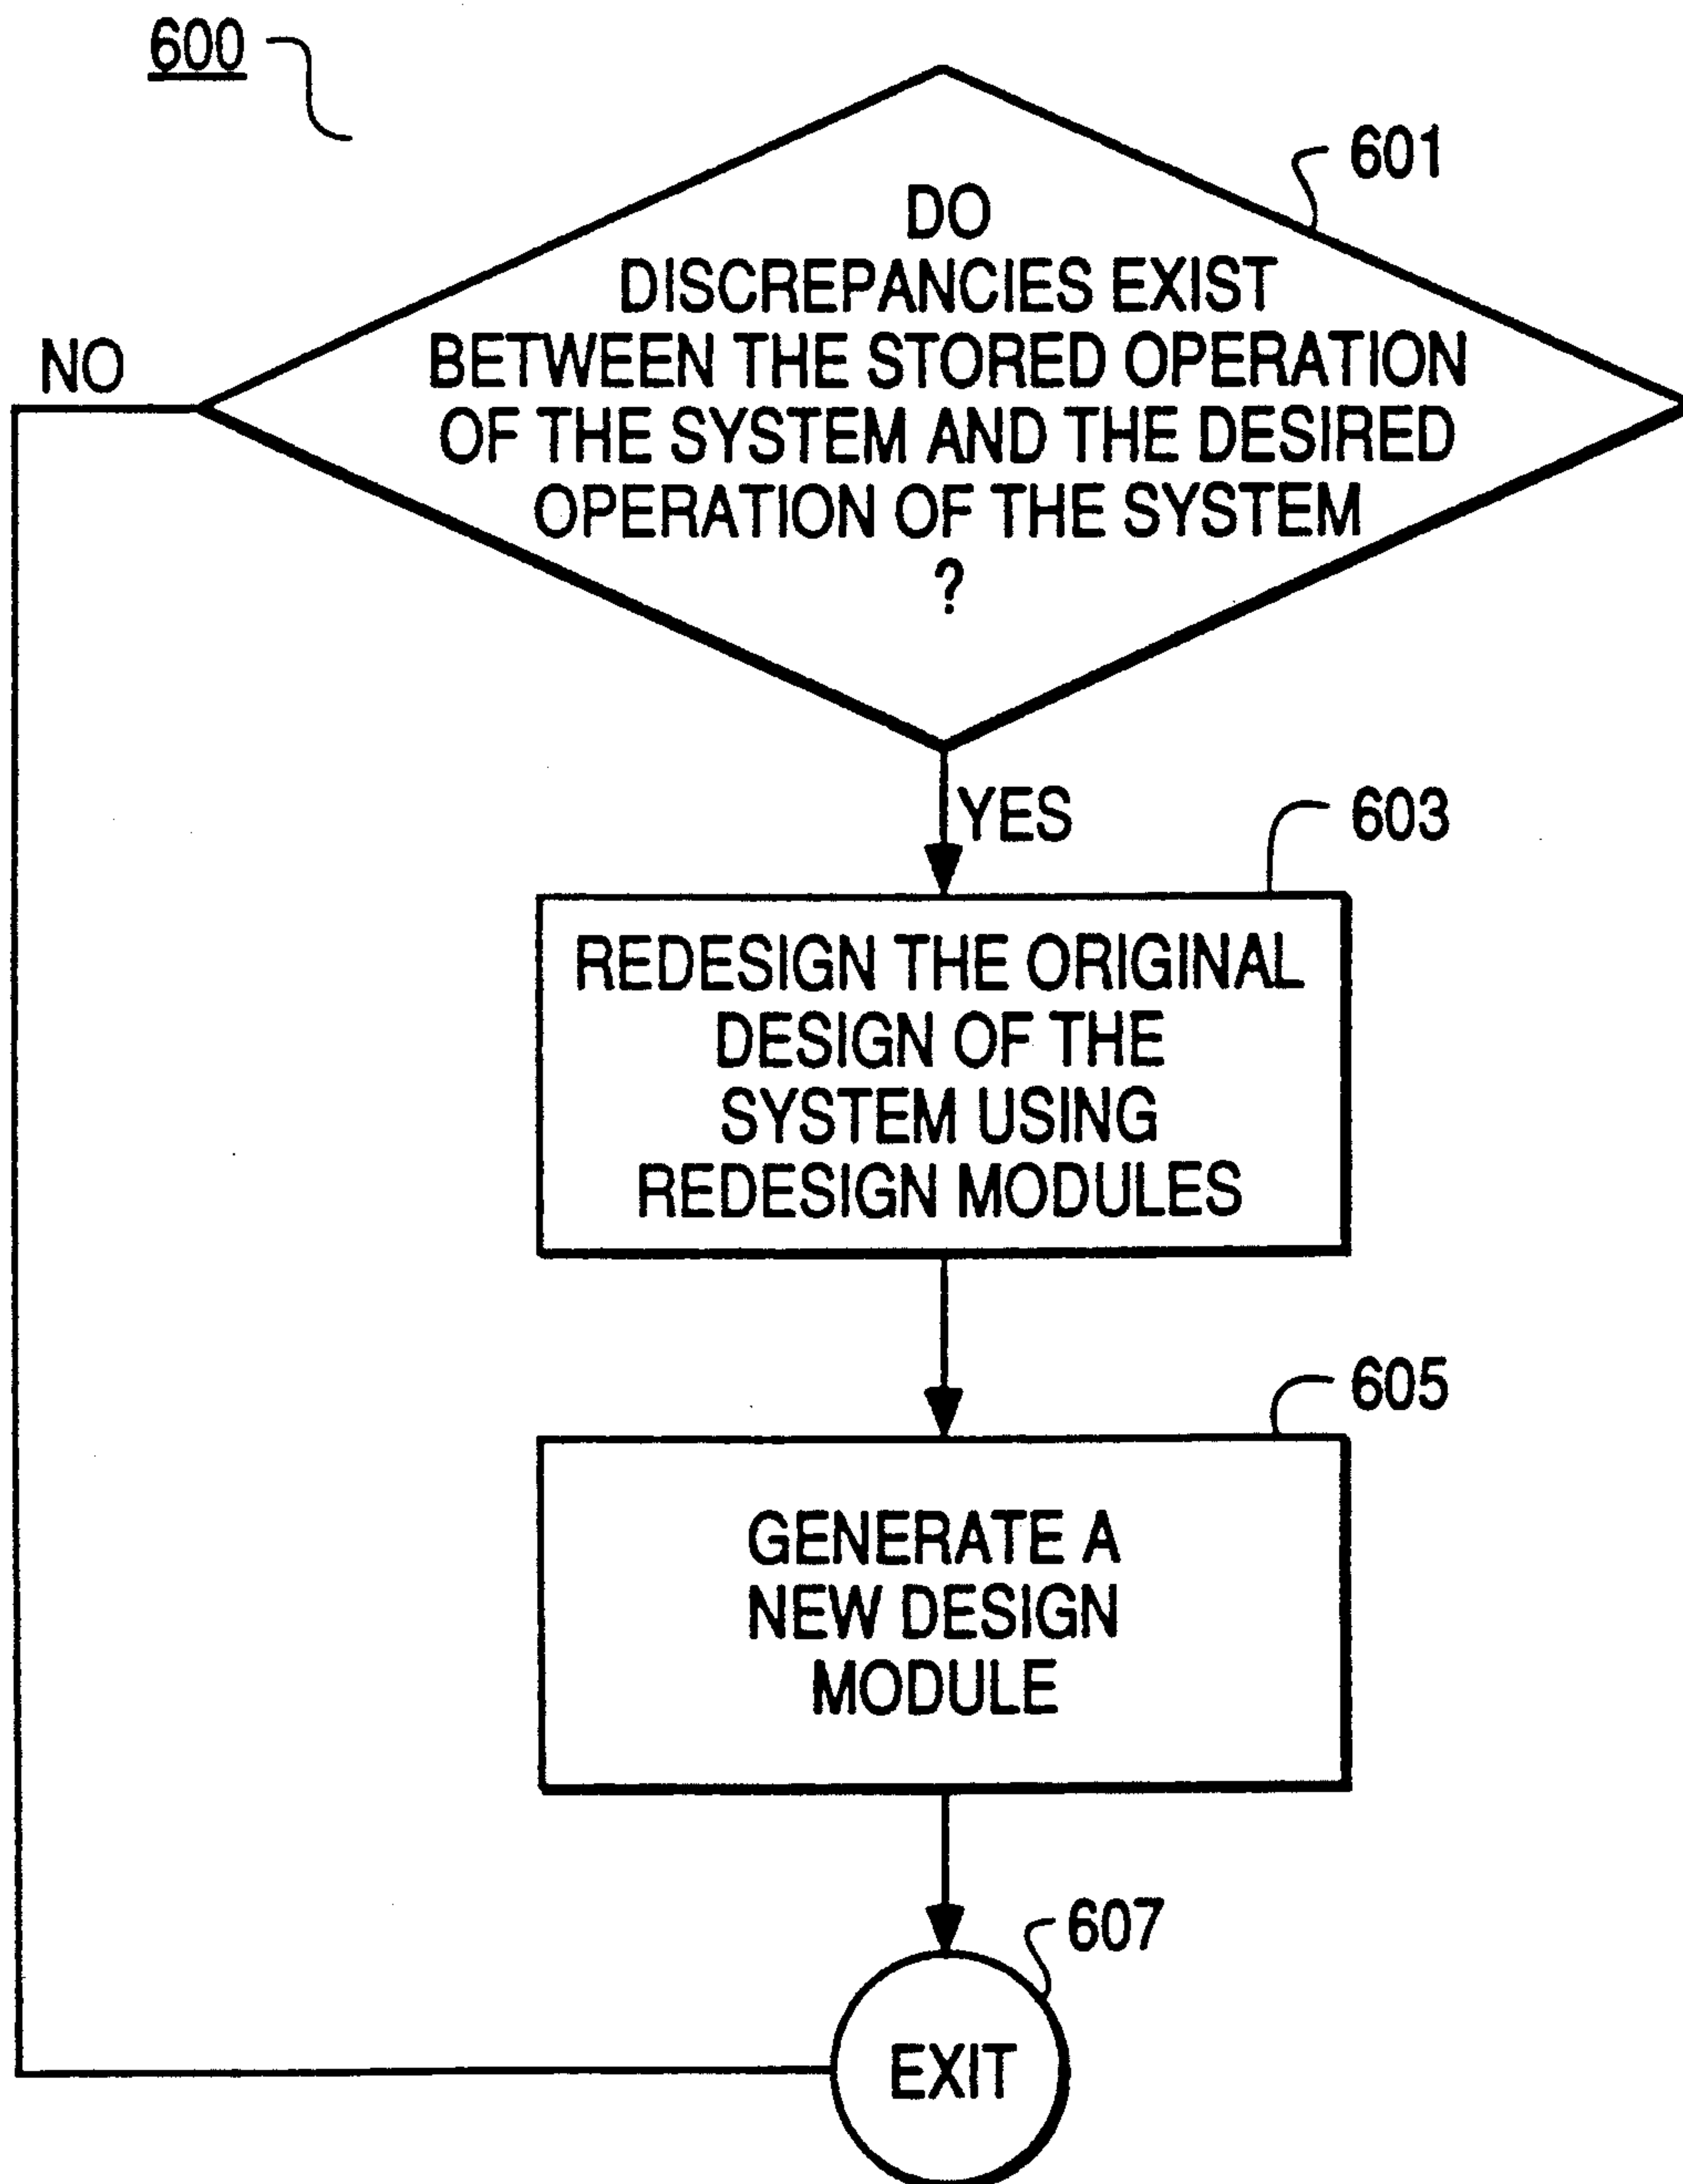 600
601
DO
DISCREPANCIES EXIST
BETWEEN THE STORED OPERATION
OF THE SYSTEM AND THE DESIRED
OPERATION OF THE SYSTEM
?
NO
YES
603
REDESIGN THE ORIGINAL
DESIGN OF THE
SYSTEM USING
REDESIGN MODULES
605
GENERATE A
NEW DESIGN
MODULE
607
EXIT